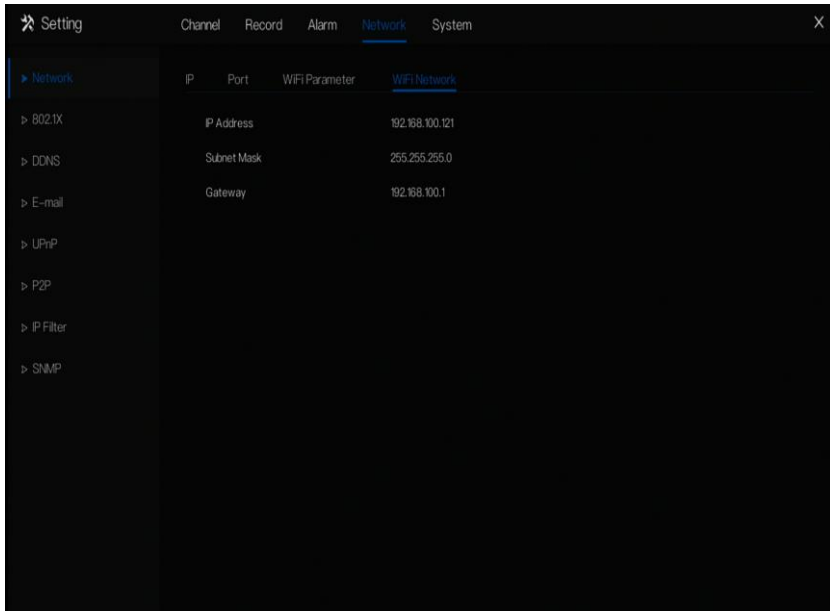 Setting Channel Record Alarm Network System X
Network IP Port WiFi Parameter WiFi Network
802.1X IP Address 192.168.100.121
DDNS Subnet Mask 255.255.255.0
E-mail Gateway 192.168.100.1
UPnP
P2P
IP Filter
SNMP